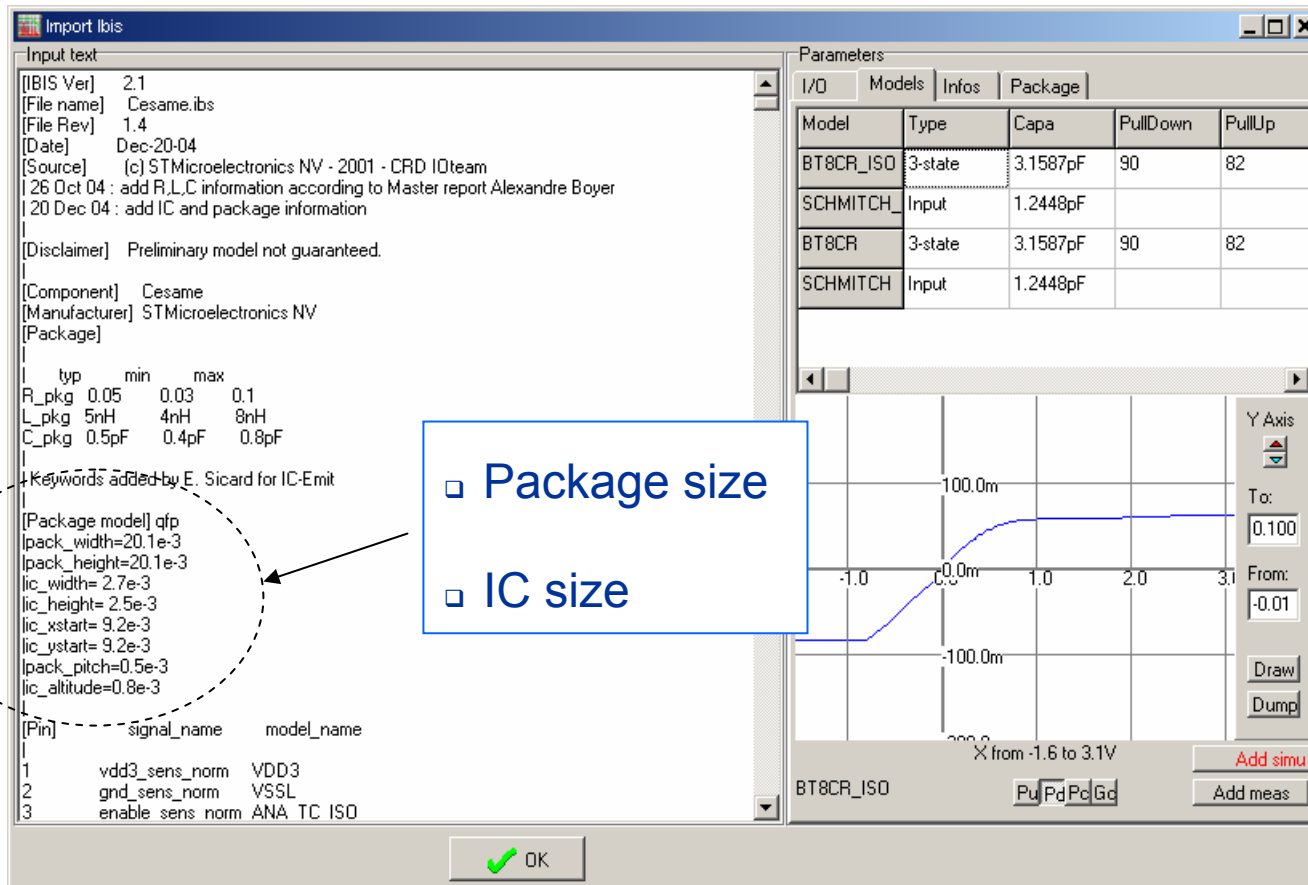 Import Ibis
Input text
[IBIS Ver] 2.1
[File name] Cesame.ibs
[File Rev] 1.4
[Date] Dec-20-04
[Source] (c) STMicroelectronics NV - 2001 - CRD IOteam
| 26 Oct 04 : add R,L,C information according to Master report Alexandre Boyer
| 20 Dec 04 : add IC and package information
|
[Disclaimer] Preliminary model not guaranteed.
|
[Component] Cesame
[Manufacturer] STMicroelectronics NV
[Package]
|
| typ min max
R_pkg 0.05 0.03 0.1
L_pkg 5nH 4nH 8nH
C_pkg 0.5pF 0.4pF 0.8pF
|
| Keywords added by E. Sicard for IC-Emit
|
[Package model] qfp
|pack_width=20.1e-3
|pack_height=20.1e-3
|ic_width= 2.7e-3
|ic_height= 2.5e-3
|ic_xstart= 9.2e-3
|ic_ystart= 9.2e-3
|pack_pitch=0.5e-3
|ic_altitude=0.8e-3
|
[Pin] signal_name model_name
|
1 vdd3_sens_norm VDD3
2 gnd_sens_norm VSSL
3 enable_sens_norm ANA_TC_ISO
Package size
IC size
Parameters
I/O Models Infos Package
Model Type Capa PullDown PullUp
BT8CR_ISO 3-state 3.1587pF 90 82
SCHMITCH_ Input 1.2448pF
BT8CR 3-state 3.1587pF 90 82
SCHMITCH Input 1.2448pF
100.0m
-1.0 0.0m 1.0 2.0
-100.0m
X from -1.6 to 3.1V
Y Axis
To:
0.100
From:
-0.01
Draw
Dump
Add simu
BT8CR_ISO Pu Pd Pc Gc Add meas
OK